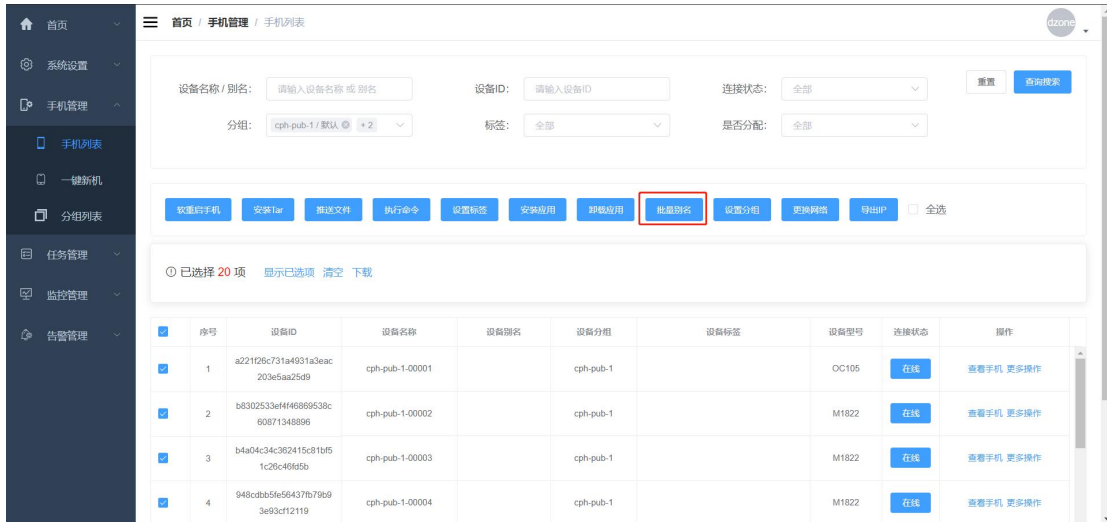 首页
系统设置
手机管理
手机列表
一键新机
分组列表
任务管理
监控管理
告警管理
首页 / 手机管理 / 手机列表
dzone
设备名称 / 别名: 请输入设备名称 或 别名 设备ID: 请输入设备ID 连接状态: 全部 重置 查询搜索
分组: cph-pub-1 / 默认 + 2 标签: 全部 是否分配: 全部
软重启手机 安装Tar 推送文件 执行命令 设置标签 安装应用 卸载应用 批量别名 设置分组 更换网络 导出IP 全选
已选择 20 项 显示已选项 清空 下载
序号 设备ID 设备名称 设备别名 设备分组 设备标签 设备型号 连接状态 操作
1 a221f26c731a4931a3eac cph-pub-1-00001 cph-pub-1 OC105 在线 查看手机 更多操作
203e5aa25d9
2 b8302533ef4f46869538c cph-pub-1-00002 cph-pub-1 M1822 在线 查看手机 更多操作
60871348896
3 b4a04c34c362415c81bf5 cph-pub-1-00003 cph-pub-1 M1822 在线 查看手机 更多操作
1c26c46fd5b
4 948cdbb5fe56437fb79b9 cph-pub-1-00004 cph-pub-1 M1822 在线 查看手机 更多操作
3e93cf12119